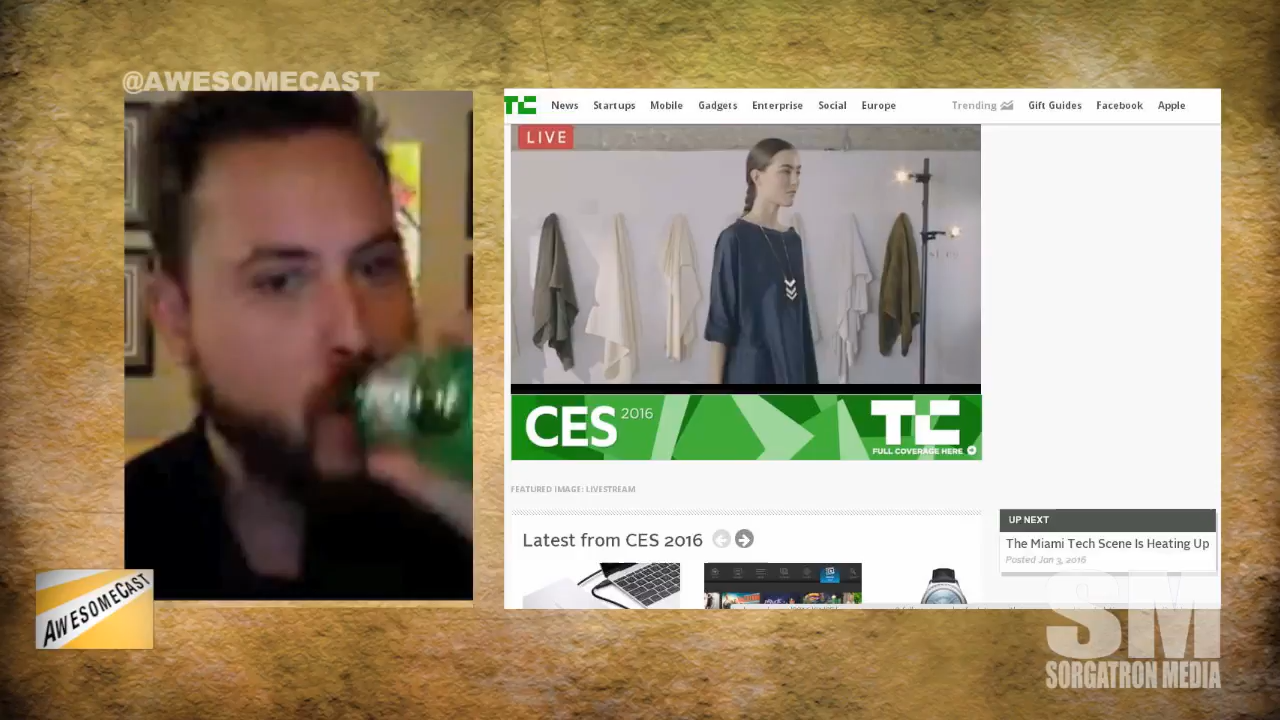 @AWESOMECAST
TC
News Startups Mobile Gadgets Enterprise Social Europe Trending Gift Guides Facebook Apple
LIVE
CES 2016
TC
FULL COVERAGE HERE
FEATURED IMAGE: LIVESTREAM
UP NEXT
The Miami Tech Scene Is Heating Up
Posted Jan 3, 2016
Latest from CES 2016
AWESOMECAST
SM
SORGATRON MEDIA